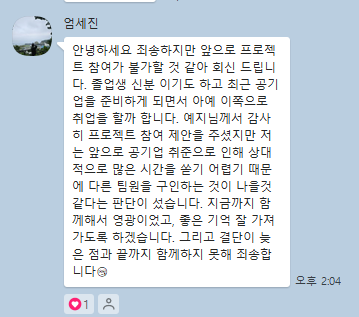 엄세진
안녕하세요 죄송하지만 앞으로 프로젝
트 참여가 불가할 것 같아 회신 드립니
다. 졸업생 신분 이기도 하고 최근 공기
업을 준비하게 되면서 아예 이쪽으로
취업을 할까 합니다. 예지님께서 감사
히 프로젝트 참여 제안을 주셨지만 저
는 앞으로 공기업 취준으로 인해 상대
적으로 많은 시간을 쏟기 어렵기 때문
에 다른 팀원을 구인하는 것이 나을것
같다는 판단이 섰습니다. 지금까지 함
께해서 영광이었고, 좋은 기억 잘 가져
가도록 하겠습니다. 그리고 결단이 늦
은 점과 끝까지 함께하지 못해 죄송합
니다😪
오후 2:04
1